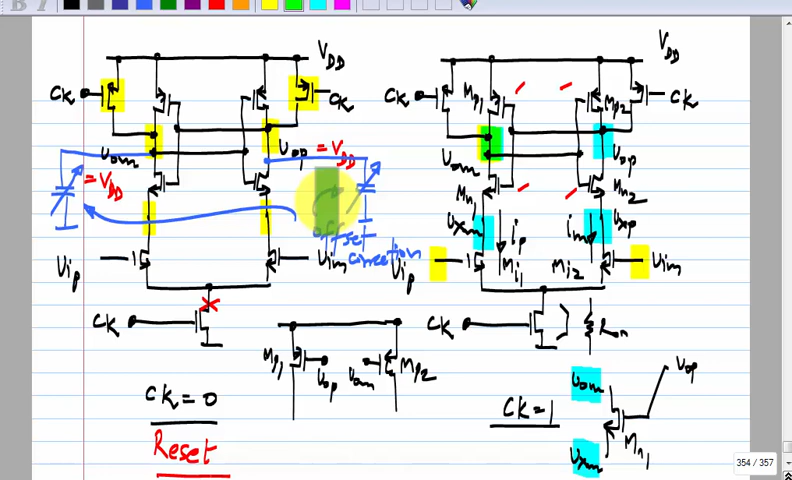 B I
VDD
VDD
CK
CK
CK
MP1
MP2
CK
Vom
Vop
= VDD
= VDD
Vom
Vop
Mn1
Mn2
Vxm
Vxp
ip
im
offset
correction
Vip
Vim
Vip
Mi1
Mi2
Vim
CK
CK
Ron
MP1
Vop
Vom
MP2
CK = 0
Reset
CK = 1
Vom
Vop
Mn1
Vxm
354 / 357